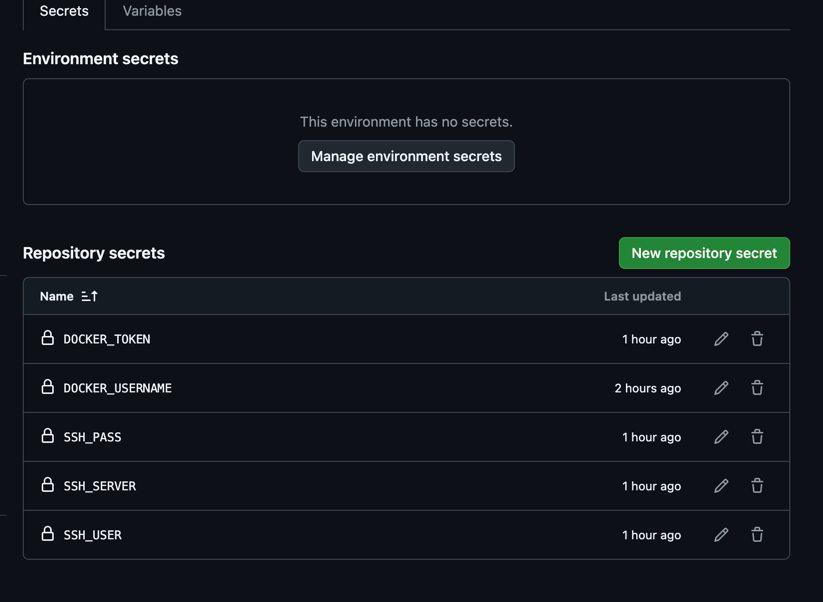 Secrets Variables
Environment secrets
This environment has no secrets.
Manage environment secrets
Repository secrets New repository secret
Name Last updated
DOCKER_TOKEN 1 hour ago
DOCKER_USERNAME 2 hours ago
SSH_PASS 1 hour ago
SSH_SERVER 1 hour ago
SSH_USER 1 hour ago